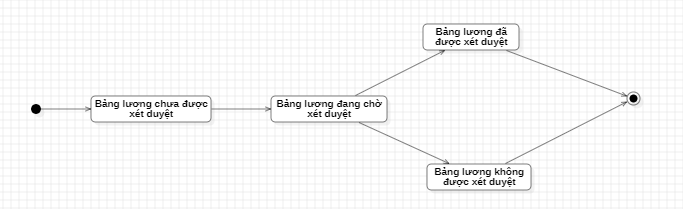 Bảng lương đã
được xét duyệt
Bảng lương chưa được
xét duyệt
Bảng lương đang chờ
xét duyệt
Bảng lương không
được xét duyệt